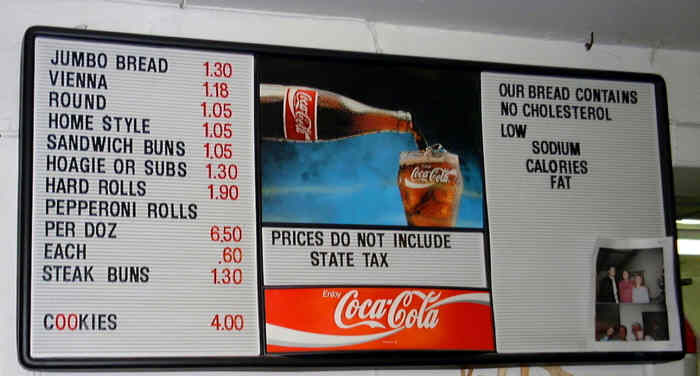 JUMBO BREAD 1.30
VIENNA 1.18
ROUND 1.05
HOME STYLE 1.05
SANDWICH BUNS 1.05
HOAGIE OR SUBS 1.30
HARD ROLLS 1.90
PEPPERONI ROLLS
PER DOZ 6.50
EACH .60
STEAK BUNS 1.30
COOKIES 4.00
Coca-Cola
Coca-Cola
PRICES DO NOT INCLUDE
STATE TAX
Enjoy
Coca-Cola
OUR BREAD CONTAINS
NO CHOLESTEROL
LOW
SODIUM
CALORIES
FAT